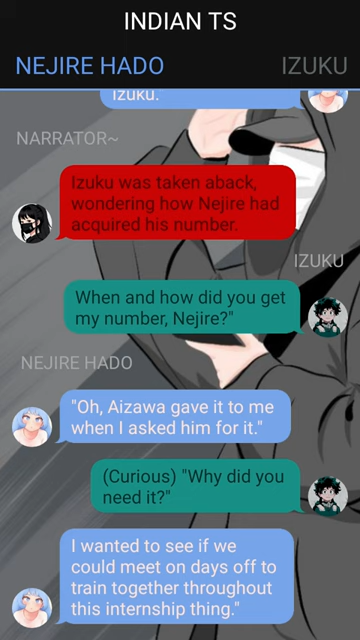 INDIAN TS
NEJIRE HADO
IZUKU
Izuku."
NARRATOR~
Izuku was taken aback,
wondering how Nejire had
acquired his number.
IZUKU
When and how did you get
my number, Nejire?"
NEJIRE HADO
"Oh, Aizawa gave it to me
when I asked him for it."
(Curious) "Why did you
need it?"
I wanted to see if we
could meet on days off to
train together throughout
this internship thing."